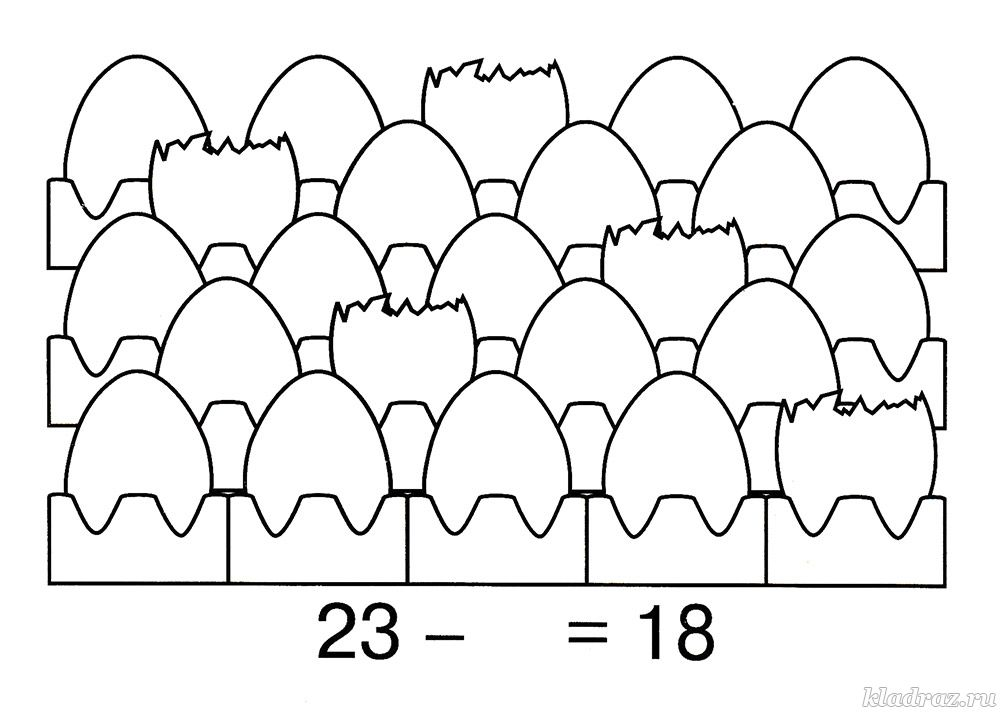 23 –   = 18
kladraz.ru